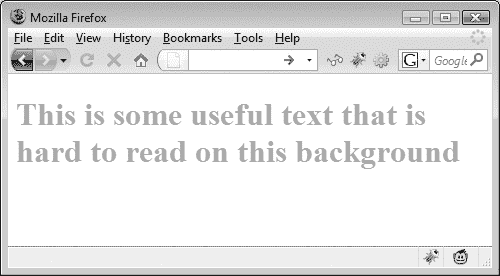 Mozilla Firefox
File Edit View History Bookmarks Tools Help
G Google
This is some useful text that is
hard to read on this background